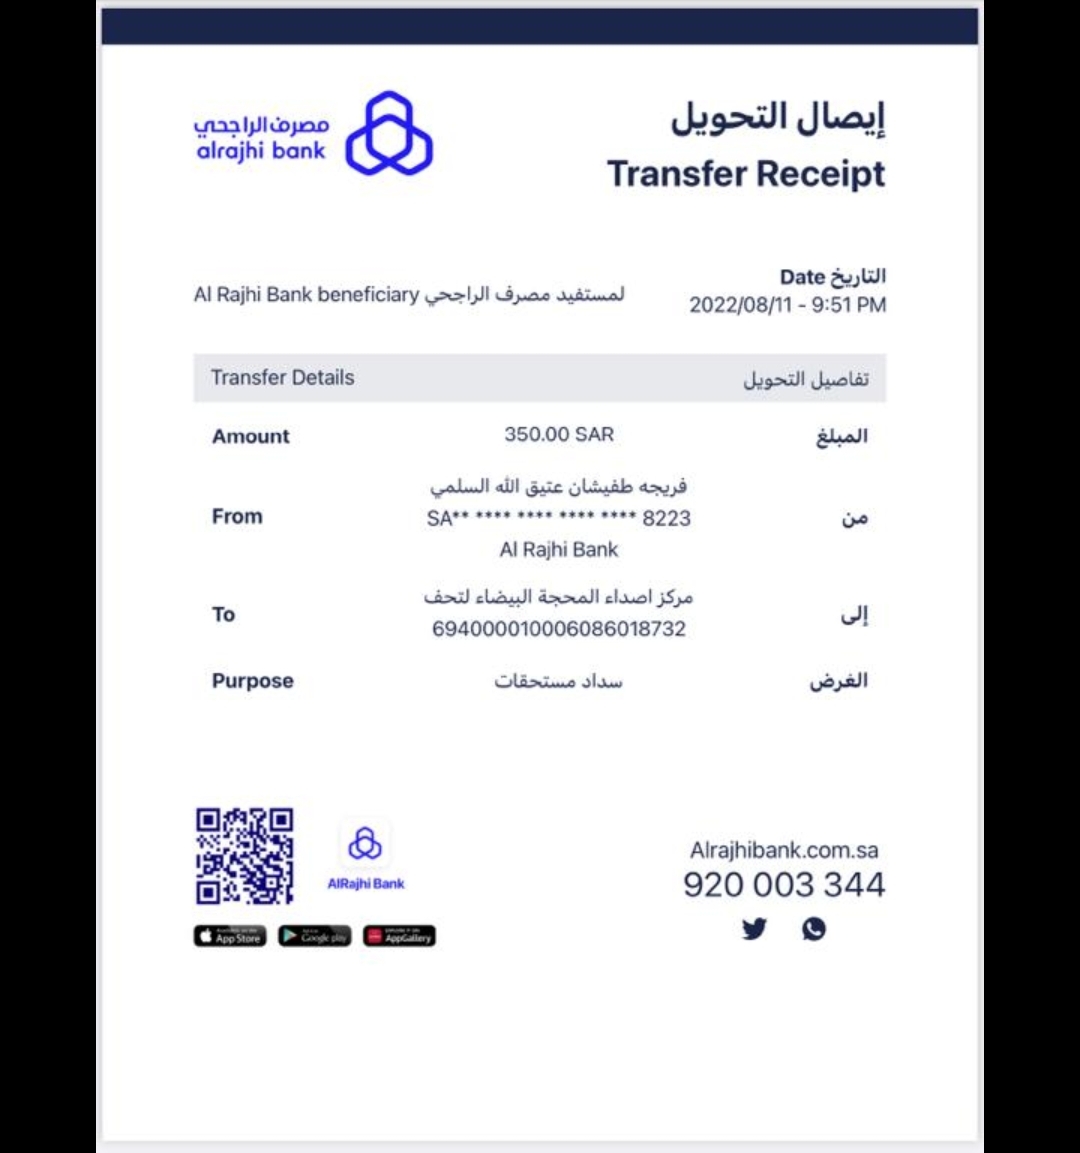 مصرف الراجحي
alrajhi bank
إيصال التحويل
Transfer Receipt
التاريخ Date
2022/08/11 - 9:51 PM
لمستفيد مصرف الراجحي Al Rajhi Bank beneficiary
Transfer Details تفاصيل التحويل
Amount 350.00 SAR المبلغ
فريجه طفيشان عتيق الله السلمي
From SA** **** **** **** **** 8223 من
Al Rajhi Bank
مركز اصداء المحجة البيضاء لتحف
To إلى
694000010006086018732
Purpose سداد مستحقات الغرض
AlRajhi Bank
App Store
Google play
AppGallery
Alrajhibank.com.sa
920 003 344